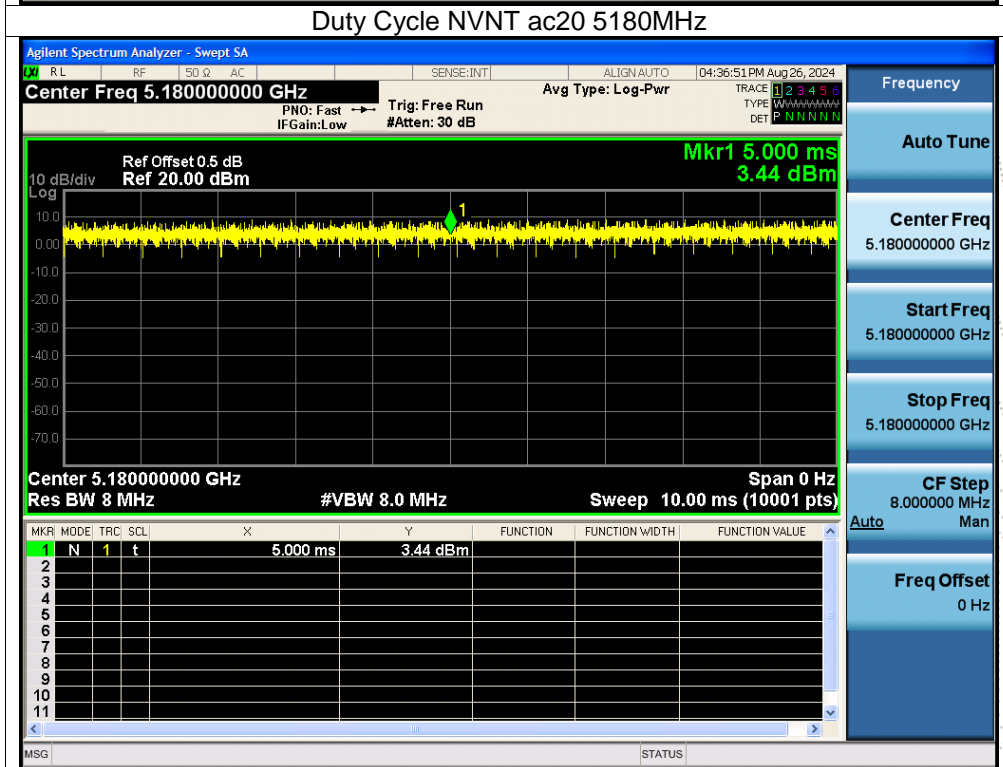 Duty Cycle NVNT ac20 5180MHz
Agilent Spectrum Analyzer - Swept SA
LXI RL RF 50 Ω AC SENSE:INT ALIGN AUTO 04:36:51 PM Aug 26, 2024
Center Freq 5.180000000 GHz
PNO: Fast
IFGain:Low
Trig: Free Run
#Atten: 30 dB
Avg Type: Log-Pwr
TRACE 1 2 3 4 5 6
TYPE WWWWWW
DET P N N N N N
Frequency
Auto Tune
Mkr1 5.000 ms
3.44 dBm
Ref Offset 0.5 dB
10 dB/div Ref 20.00 dBm
Log
10.0
0.00
-10.0
-20.0
-30.0
-40.0
-50.0
-60.0
-70.0
1
Center Freq
5.180000000 GHz
Start Freq
5.180000000 GHz
Stop Freq
5.180000000 GHz
CF Step
8.000000 MHz
Auto Man
Freq Offset
0 Hz
Center 5.180000000 GHz Span 0 Hz
Res BW 8 MHz #VBW 8.0 MHz Sweep 10.00 ms (10001 pts)
MKR MODE TRC SCL X Y FUNCTION FUNCTION WIDTH FUNCTION VALUE
1 N 1 t 5.000 ms 3.44 dBm
2
3
4
5
6
7
8
9
10
11
MSG STATUS